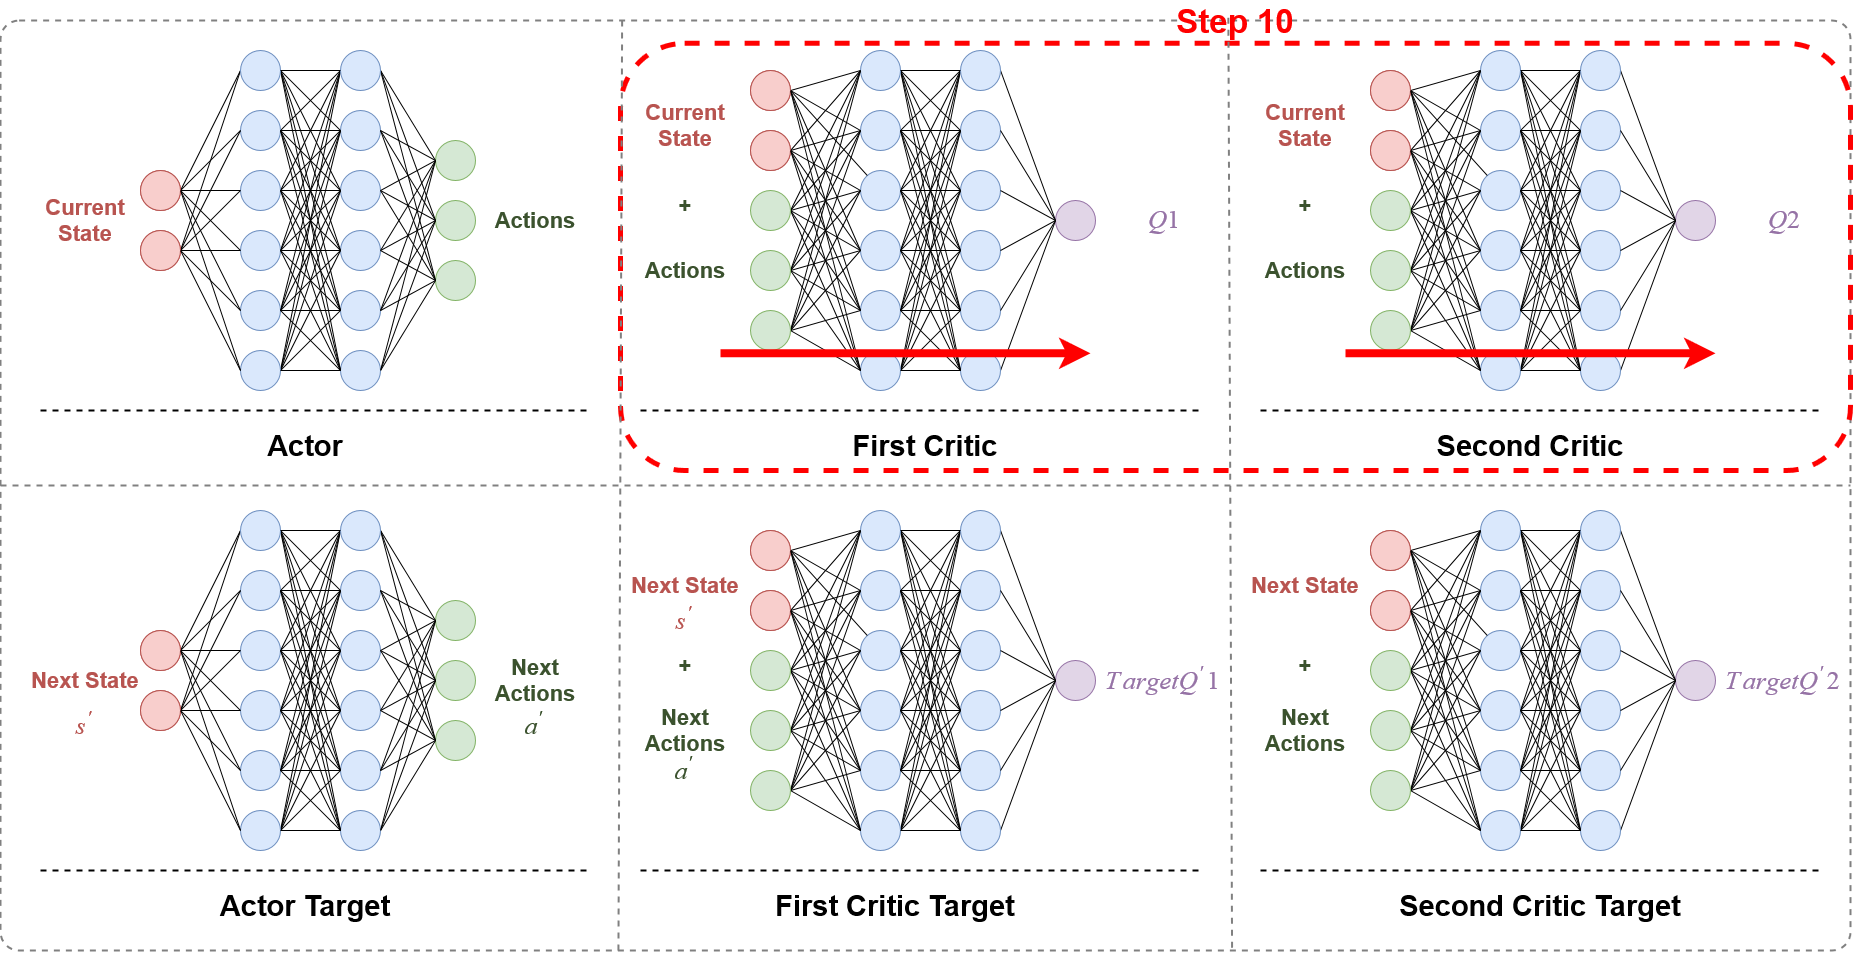 Step 10
Current
State
Actions
Actor
Current
State
+
Actions
Q1
First Critic
Current
State
+
Actions
Q2
Second Critic
Next State
s′
Next
Actions
a′
Actor Target
Next State
s′
+
Next
Actions
a′
TargetQ′1
First Critic Target
Next State
+
Next
Actions
TargetQ′2
Second Critic Target